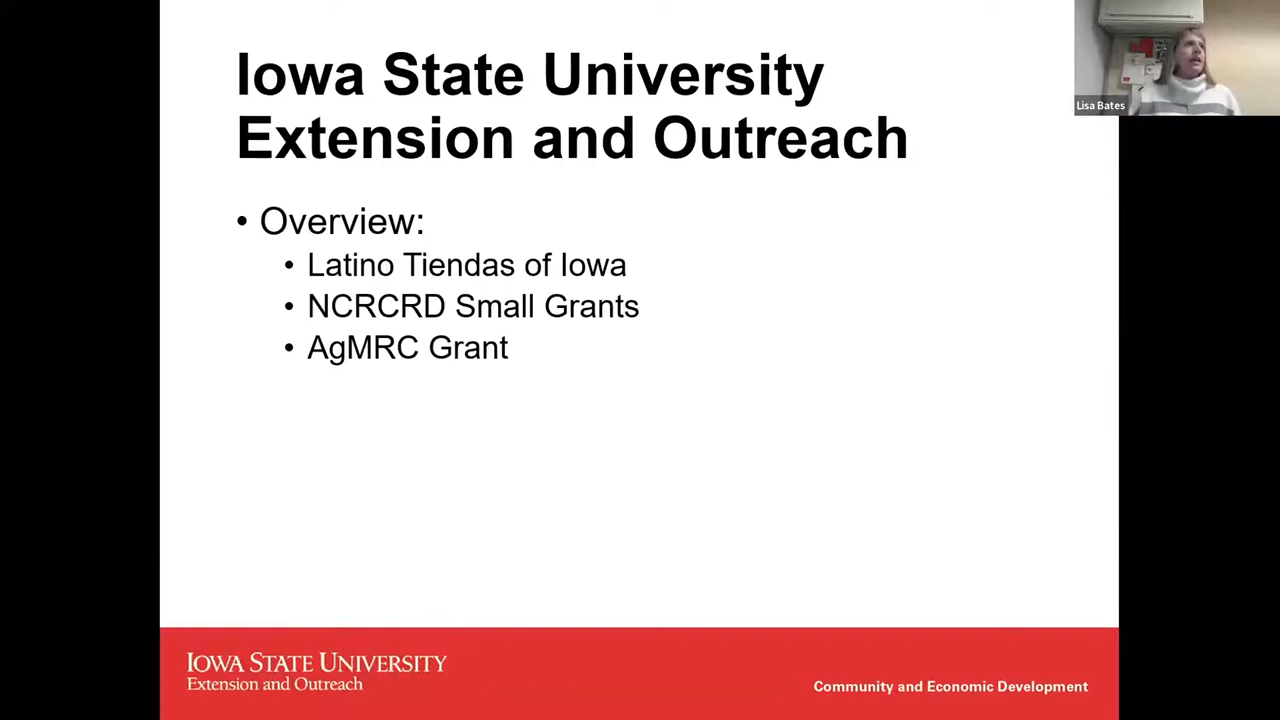 Iowa State University
Extension and Outreach
• Overview:
• Latino Tiendas of Iowa
• NCRCRD Small Grants
• AgMRC Grant
Lisa Bates
IOWA STATE UNIVERSITY
Extension and Outreach
Community and Economic Development